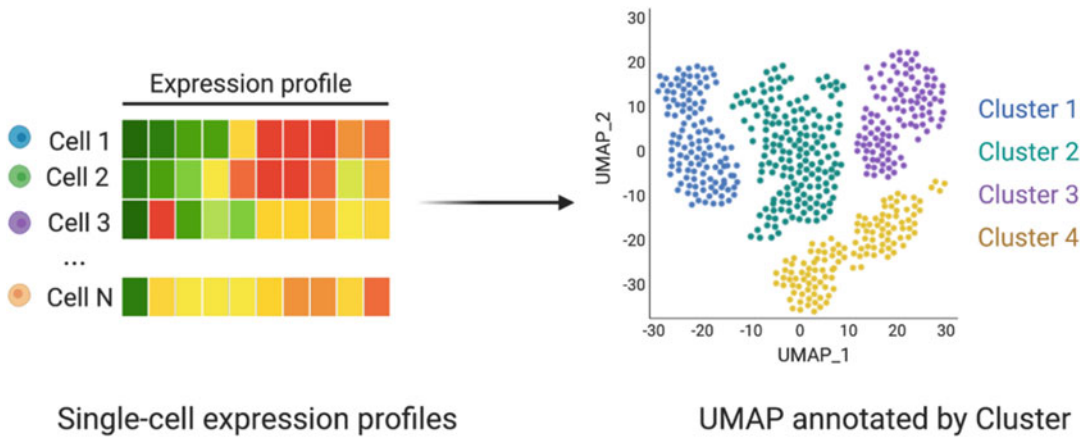 Expression profile
Cell 1
Cell 2
Cell 3
...
Cell N
Single-cell expression profiles
30
20
10
0
-10
-20
-30
UMAP_2
-30 -20 -10 0 10 20 30
UMAP_1
Cluster 1
Cluster 2
Cluster 3
Cluster 4
UMAP annotated by Cluster